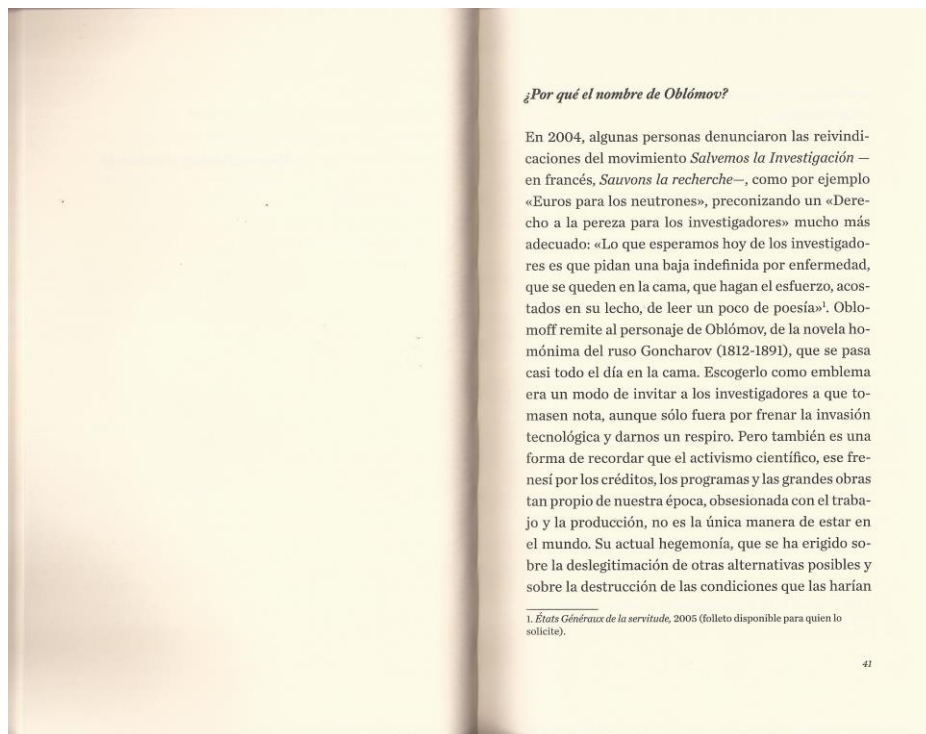 ¿Por qué el nombre de Oblómov?
En 2004, algunas personas denunciaron las reivindi-
caciones del movimiento Salvemos la Investigación —
en francés, Sauvons la recherche—, como por ejemplo
«Euros para los neutrones», preconizando un «Dere-
cho a la pereza para los investigadores» mucho más
adecuado: «Lo que esperamos hoy de los investigado-
res es que pidan una baja indefinida por enfermedad,
que se queden en la cama, que hagan el esfuerzo, acos-
tados en su lecho, de leer un poco de poesía»¹. Oblo-
moff remite al personaje de Oblómov, de la novela ho-
mónima del ruso Goncharov (1812-1891), que se pasa
casi todo el día en la cama. Escogerlo como emblema
era un modo de invitar a los investigadores a que to-
masen nota, aunque sólo fuera por frenar la invasión
tecnológica y darnos un respiro. Pero también es una
forma de recordar que el activismo científico, ese fre-
nesí por los créditos, los programas y las grandes obras
tan propio de nuestra época, obsesionada con el traba-
jo y la producción, no es la única manera de estar en
el mundo. Su actual hegemonía, que se ha erigido so-
bre la deslegitimación de otras alternativas posibles y
sobre la destrucción de las condiciones que las harían
1. États Généraux de la servitude, 2005 (folleto disponible para quien lo
solicite).
41